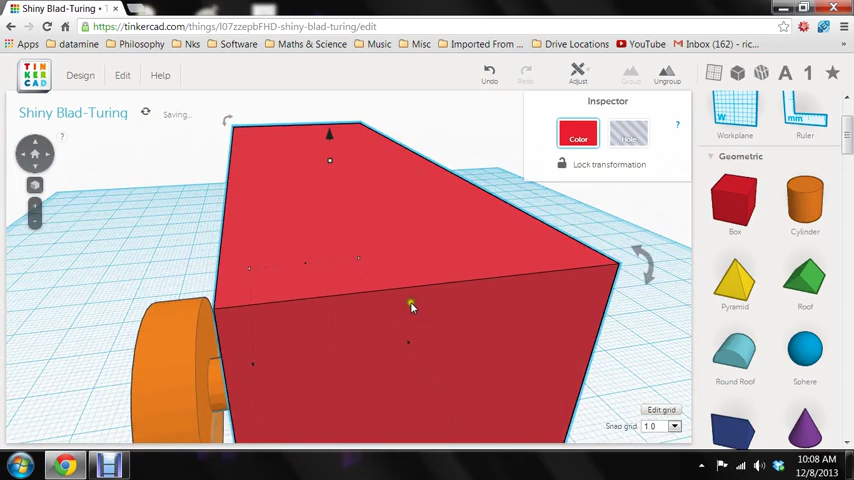 Shiny Blad-Turing • T
https://tinkercad.com/things/l07zzepbFHD-shiny-blad-turing/edit
Apps datamine Philosophy Nks Software Maths & Science Music Misc Imported From ... Drive Locations YouTube Inbox (162) - ric...
TIN
KER
CAD
Design Edit Help
Undo Redo Adjust Group Ungroup
Shiny Blad-Turing Saving...
?
Inspector
Color Hole ?
Lock transformation
Workplane Ruler
Geometric
Box Cylinder
Pyramid Roof
Round Roof Sphere
Edit grid
Snap grid 1.0
10:08 AM
12/8/2013